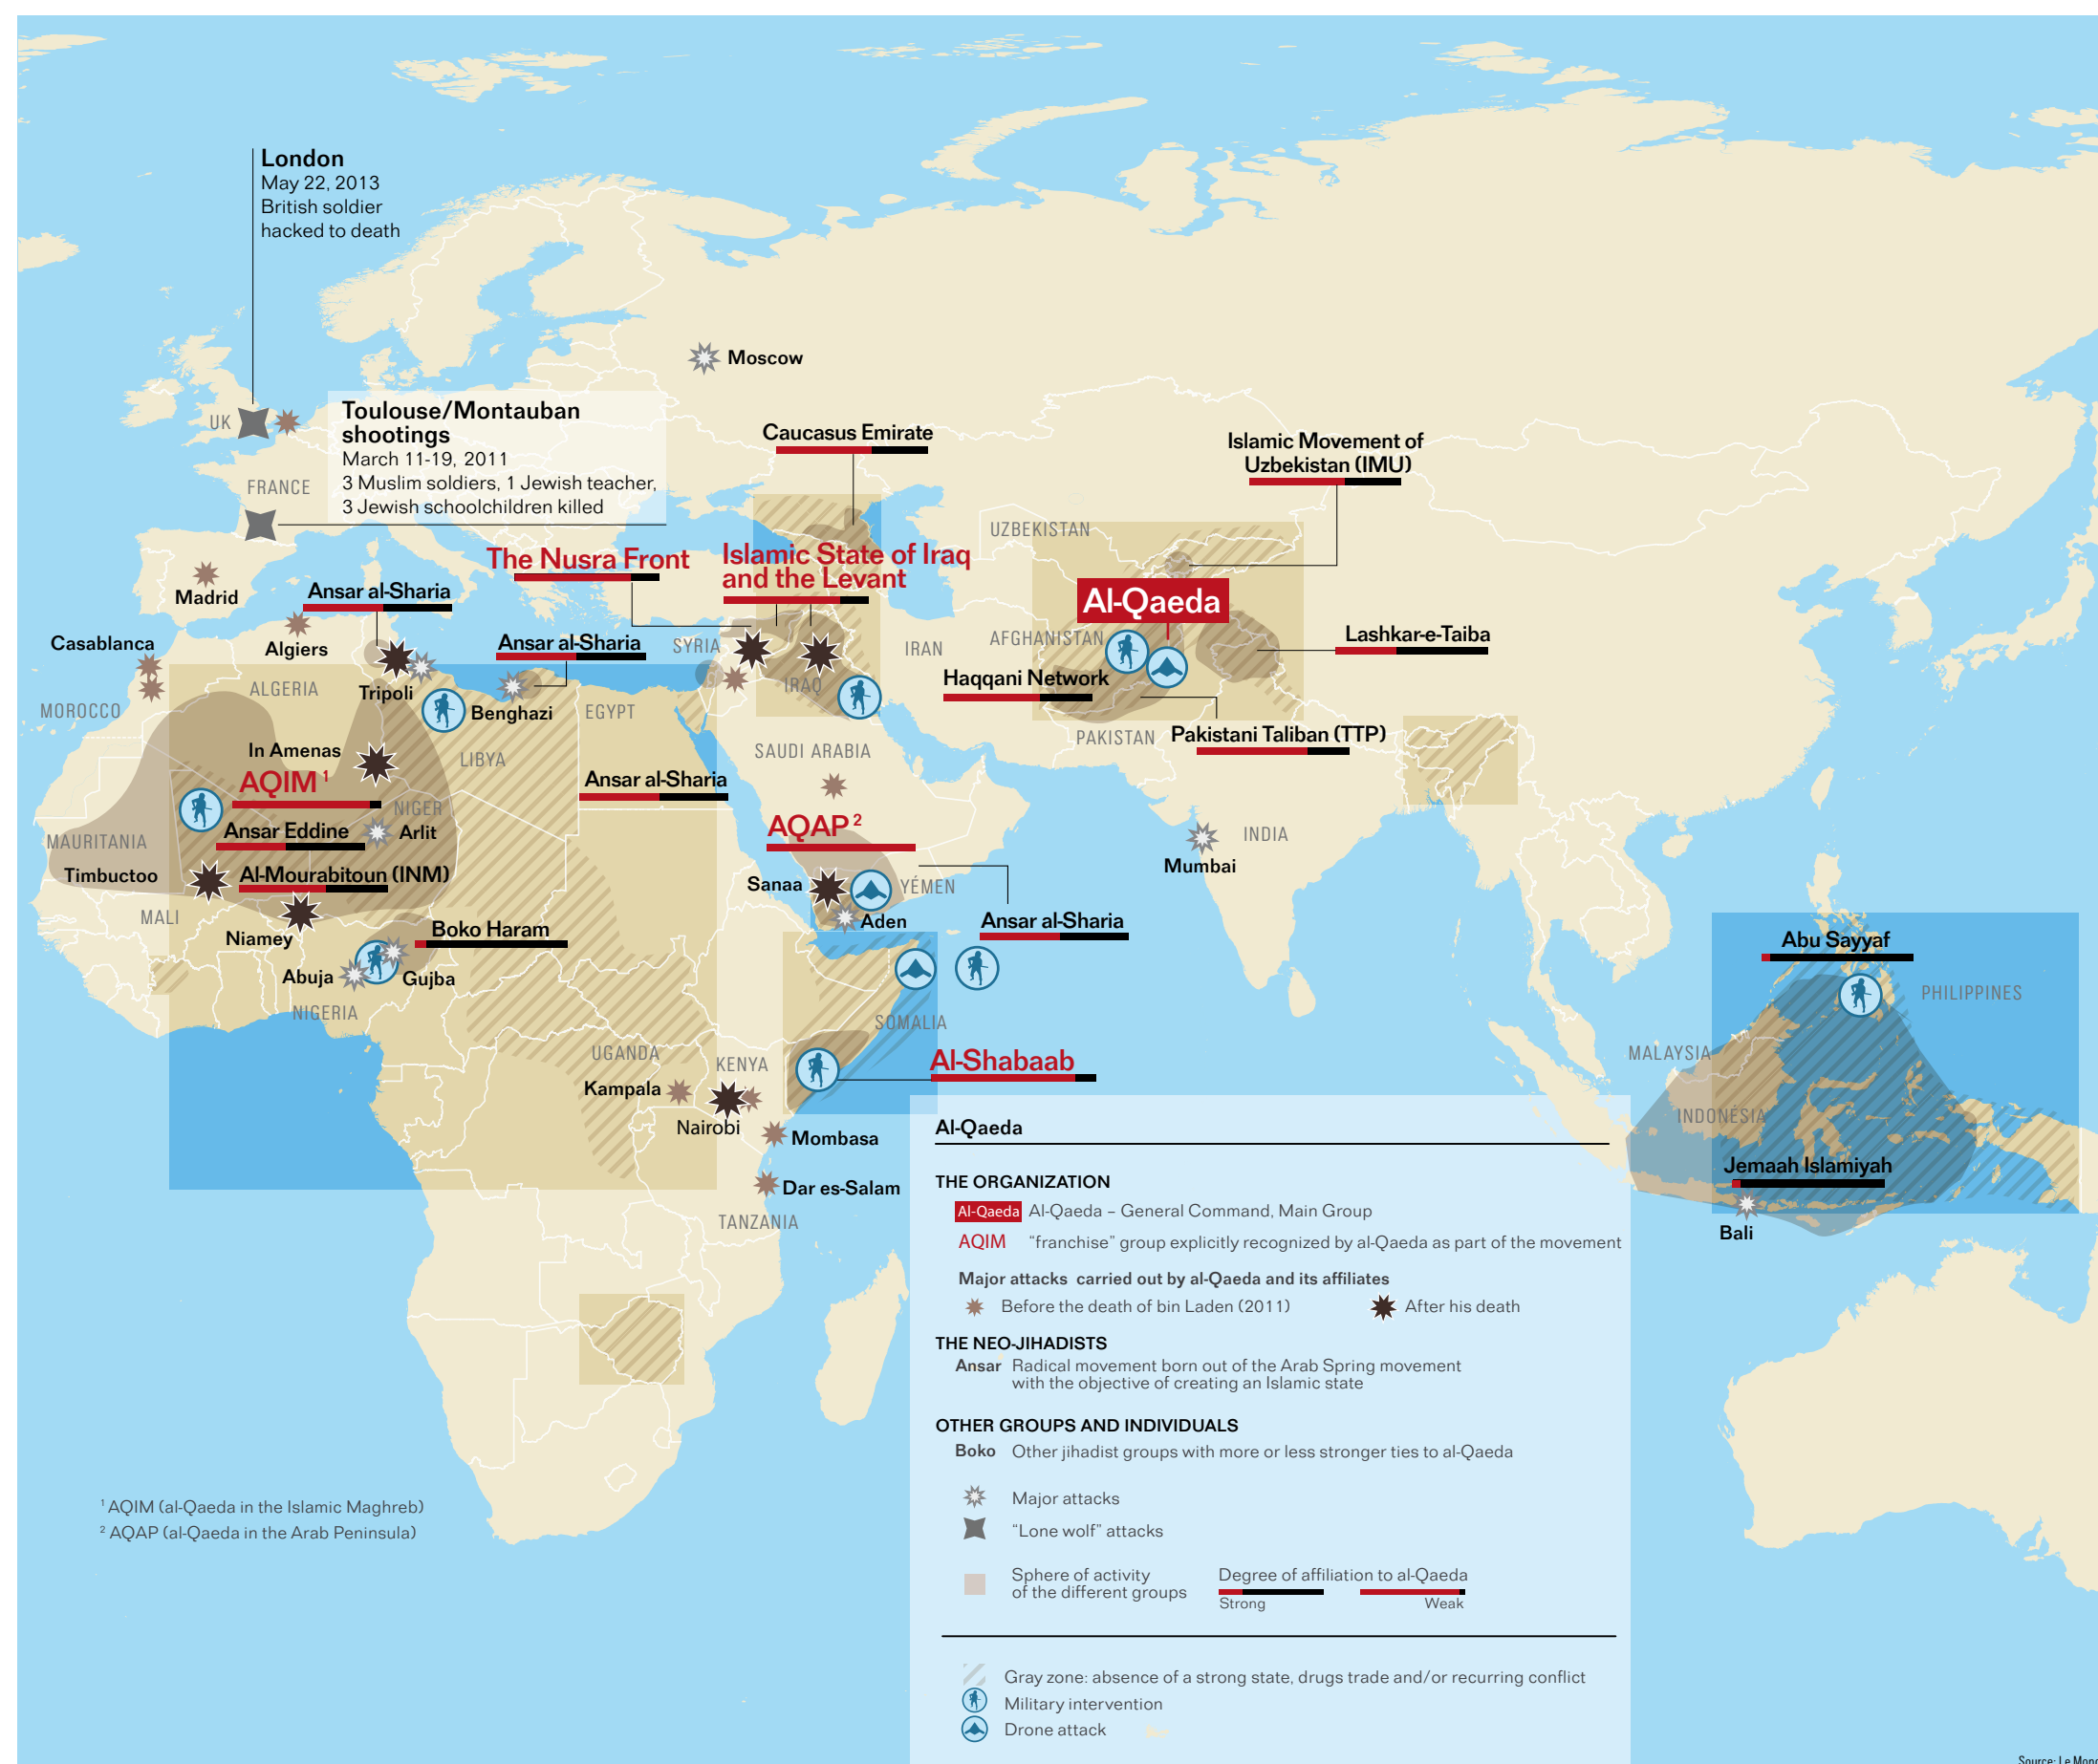 London
May 22, 2013
British soldier
hacked to death
Moscow
UK
Toulouse/Montauban
shootings
March 11-19, 2011
3 Muslim soldiers, 1 Jewish teacher,
3 Jewish schoolchildren killed
FRANCE
Caucasus Emirate
Islamic Movement of
Uzbekistan (IMU)
UZBEKISTAN
The Nusra Front
Islamic State of Iraq
and the Levant
Madrid
Ansar al-Sharia
Al-Qaeda
Casablanca
Algiers
Ansar al-Sharia
SYRIA
IRAN
AFGHANISTAN
Lashkar-e-Taiba
ALGERIA
Tripoli
IRAQ
Haqqani Network
MOROCCO
Benghazi
EGYPT
PAKISTAN
Pakistani Taliban (TTP)
In Amenas
LIBYA
SAUDI ARABIA
AQIM 1
Ansar al-Sharia
NIGER
MAURITANIA
Ansar Eddine
Arlit
AQAP 2
Mumbai
INDIA
Timbuctoo
Al-Mourabitoun (INM)
Sanaa
YÉMEN
MALI
Niamey
Boko Haram
Aden
Ansar al-Sharia
Abu Sayyaf
Abuja
Gujba
PHILIPPINES
NIGERIA
SOMALIA
UGANDA
KENYA
Al-Shabaab
MALAYSIA
Kampala
Nairobi
Mombasa
INDONÉSIA
Dar es-Salam
Jemaah Islamiyah
TANZANIA
Bali
Al-Qaeda
THE ORGANIZATION
Al-Qaeda Al-Qaeda – General Command, Main Group
AQIM “franchise” group explicitly recognized by al-Qaeda as part of the movement
Major attacks carried out by al-Qaeda and its affiliates
Before the death of bin Laden (2011) After his death
THE NEO-JIHADISTS
Ansar Radical movement born out of the Arab Spring movement
with the objective of creating an Islamic state
OTHER GROUPS AND INDIVIDUALS
Boko Other jihadist groups with more or less stronger ties to al-Qaeda
Major attacks
“Lone wolf” attacks
Sphere of activity
of the different groups
Degree of affiliation to al-Qaeda
Strong Weak
Gray zone: absence of a strong state, drugs trade and/or recurring conflict
Military intervention
Drone attack
1 AQIM (al-Qaeda in the Islamic Maghreb)
2 AQAP (al-Qaeda in the Arab Peninsula)
Source: Le